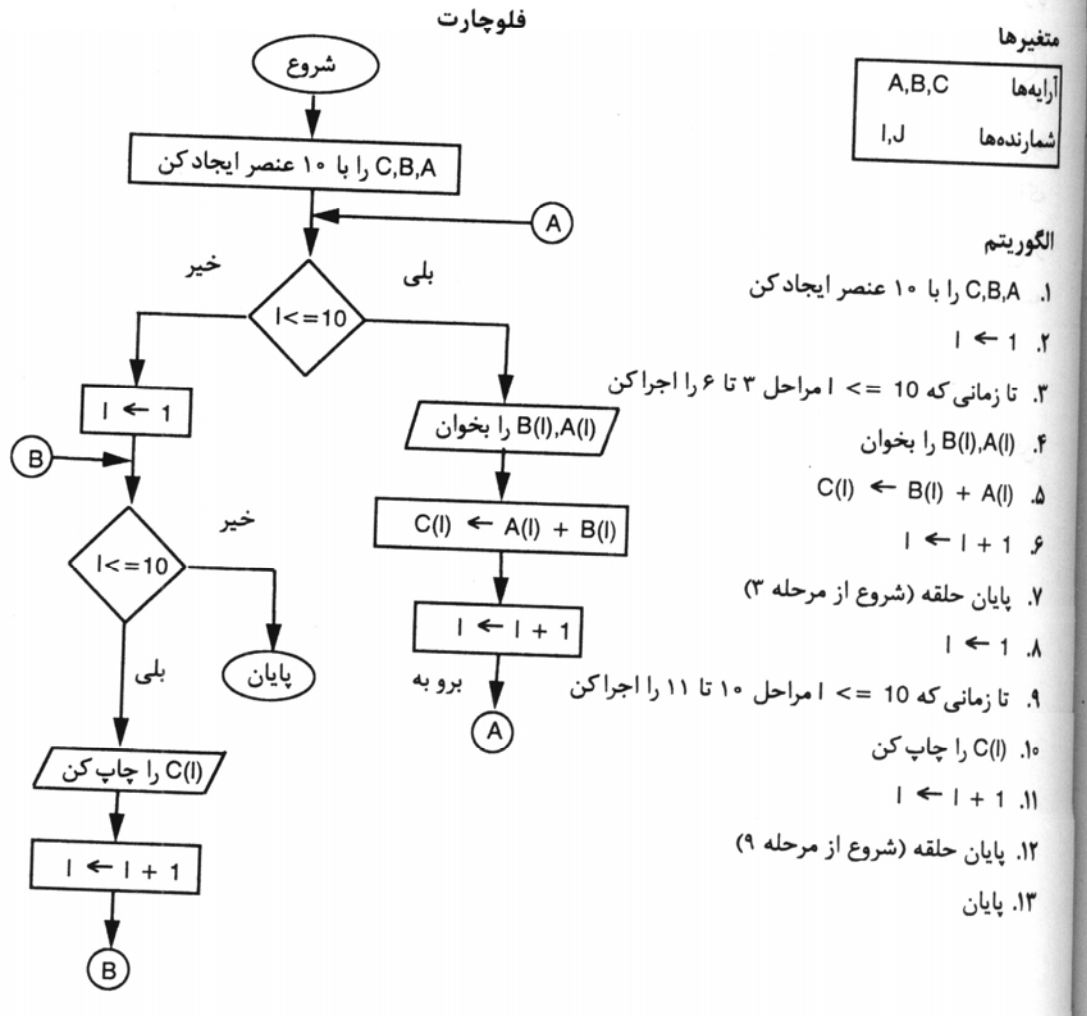 فلوچارت
شروع
C,B,A را با ۱۰ عنصر ایجاد کن
A
خیر
بلی
I<=10
I ← 1
B
I<=10
خیر
پایان
بلی
C(I) را چاپ کن
I ← I + 1
B
B(I),A(I) را بخوان
C(I) ← A(I) + B(I)
I ← I + 1
برو به
A
متغیرها
آرایه‌ها A,B,C
شمارنده‌ها I,J
الگوریتم
۱. C,B,A را با ۱۰ عنصر ایجاد کن
۲. I ← 1
۳. تا زمانی که I <= 10 مراحل ۳ تا ۶ را اجرا کن
۴. B(I),A(I) را بخوان
۵. C(I) ← B(I) + A(I)
۶. I ← I + 1
۷. پایان حلقه (شروع از مرحله ۳)
۸. I ← 1
۹. تا زمانی که I <= 10 مراحل ۱۰ تا ۱۱ را اجرا کن
۱۰. C(I) را چاپ کن
۱۱. I ← I + 1
۱۲. پایان حلقه (شروع از مرحله ۹)
۱۳. پایان